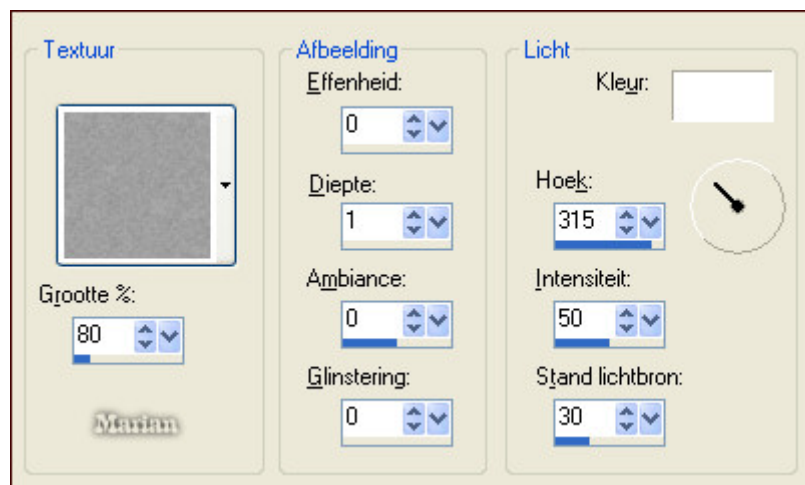 Textuur
Grootte %:
80
Marian
Afbeelding
Effenheid:
0
Diepte:
1
Ambiance:
0
Glinstering:
0
Licht
Kleur:
Hoek:
315
Intensiteit:
50
Stand lichtbron:
30